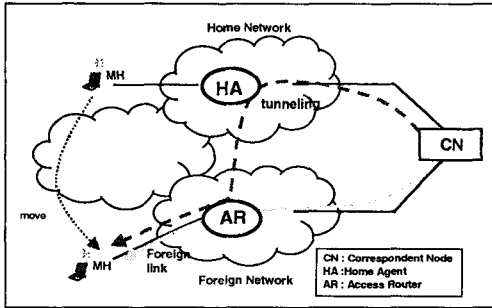 Home Network
MH
HA
tunneling
CN
move
AR
MH
Foreign
link
Foreign Network
CN : Correspondent Node
HA :Home Agent
AR : Access Router